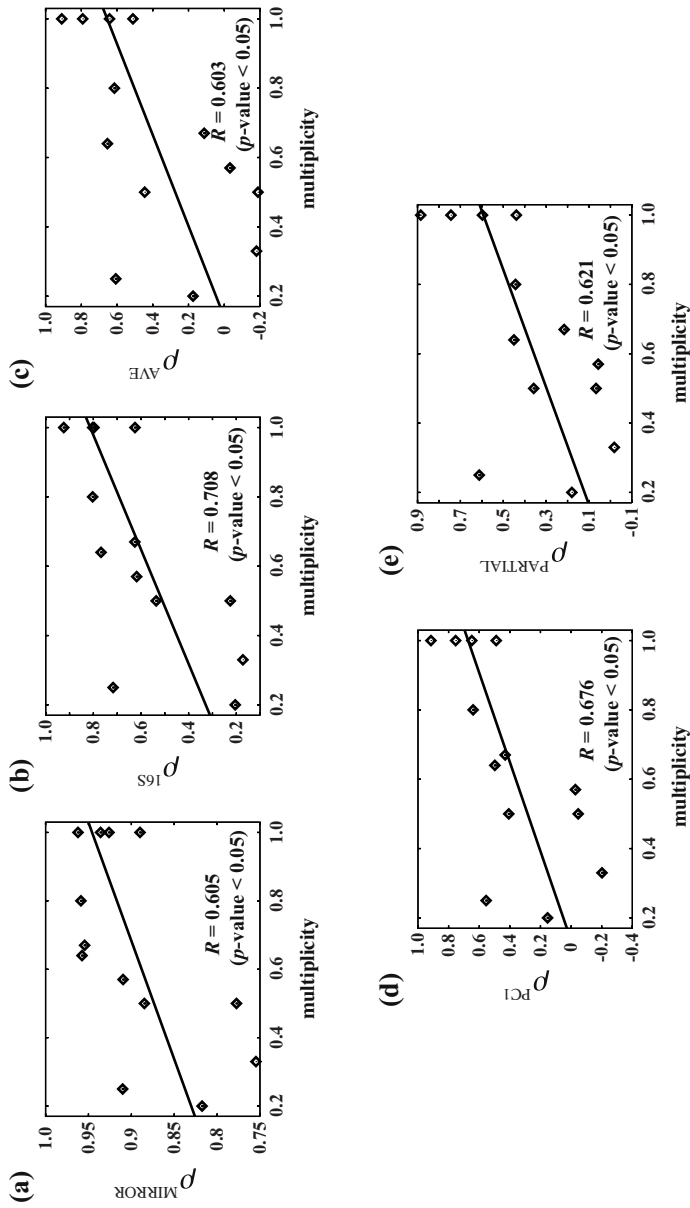 (a)
1.0
0.95
0.9
0.85
0.8
0.75
ρMIRROR
R = 0.605
(p-value < 0.05)
0.2 0.4 0.6 0.8 1.0
multiplicity
(b)
1.0
0.8
0.6
0.4
0.2
ρ16S
R = 0.708
(p-value < 0.05)
0.2 0.4 0.6 0.8 1.0
multiplicity
(c)
1.0
0.8
0.6
0.4
0.2
0
-0.2
ρAVE
R = 0.603
(p-value < 0.05)
0.2 0.4 0.6 0.8 1.0
multiplicity
(d)
1.0
0.8
0.6
0.4
0.2
0
-0.2
-0.4
ρPC1
R = 0.676
(p-value < 0.05)
0.2 0.4 0.6 0.8 1.0
multiplicity
(e)
0.9
0.7
0.5
0.3
0.1
-0.1
ρPARTIAL
R = 0.621
(p-value < 0.05)
0.2 0.4 0.6 0.8 1.0
multiplicity